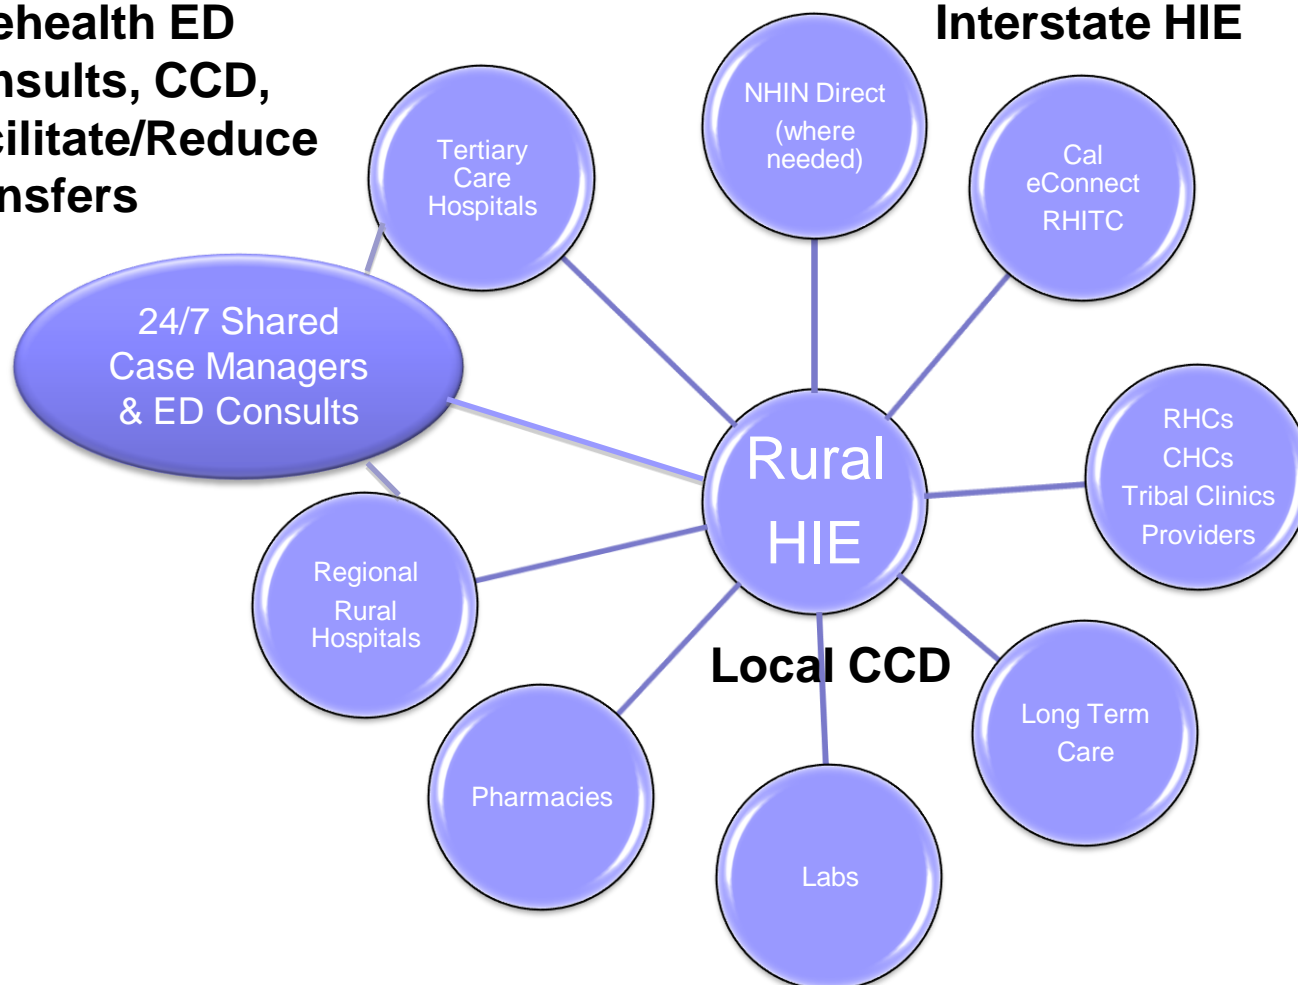 ehealth ED
nsults, CCD,
cilitate/Reduce
nsfers
Interstate HIE
NHIN Direct
(where
needed)
Tertiary
Care
Hospitals
Cal
eConnect
RHITC
24/7 Shared
Case Managers
& ED Consults
RHCs
CHCs
Tribal Clinics
Providers
Rural
HIE
Regional
Rural
Hospitals
Local CCD
Long Term
Care
Pharmacies
Labs